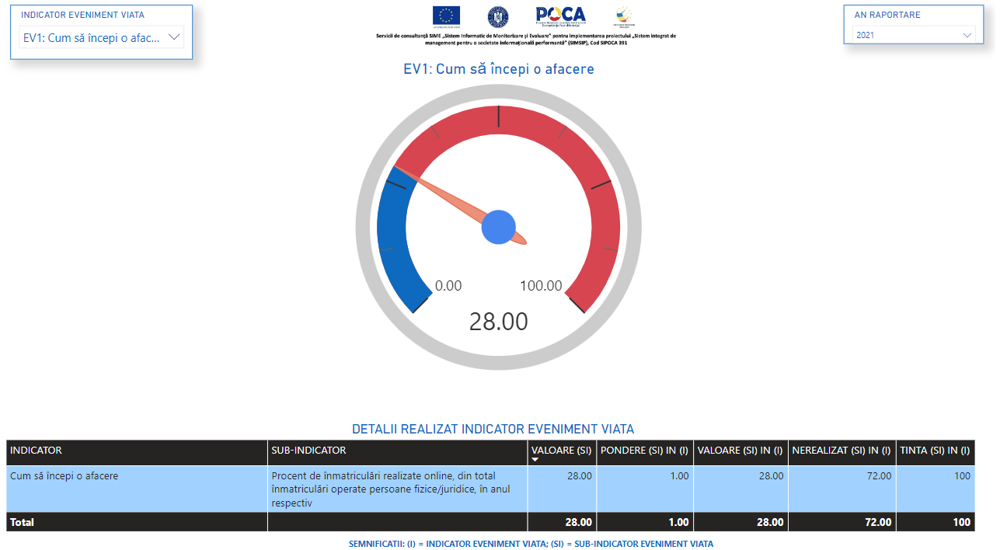 INDICATOR EVENIMENT VIATA
EV1: Cum să începi o afac...
POCA
Servicii de consultanță SIME „Sistem Informatic de Monitorizare și Evaluare” pentru implementarea proiectului „Sistem integrat de
management pentru o societate informațională performantă” (SIMSIP), Cod SIPOCA 391
AN RAPORTARE
2021
EV1: Cum să începi o afacere
0.00
100.00
28.00
DETALII REALIZAT INDICATOR EVENIMENT VIATA
INDICATOR SUB-INDICATOR VALOARE (SI) PONDERE (SI) IN (I) VALOARE (SI) IN (I) NEREALIZAT (SI) IN (I) TINTA (SI) IN (I)
Cum să începi o afacere Procent de înmatriculări realizate online, din total 28.00 1.00 28.00 72.00 100
înmatriculări operate persoane fizice/juridice, în anul
respectiv
Total 28.00 1.00 28.00 72.00 100
SEMNIFICATII: (I) = INDICATOR EVENIMENT VIATA; (SI) = SUB-INDICATOR EVENIMENT VIATA